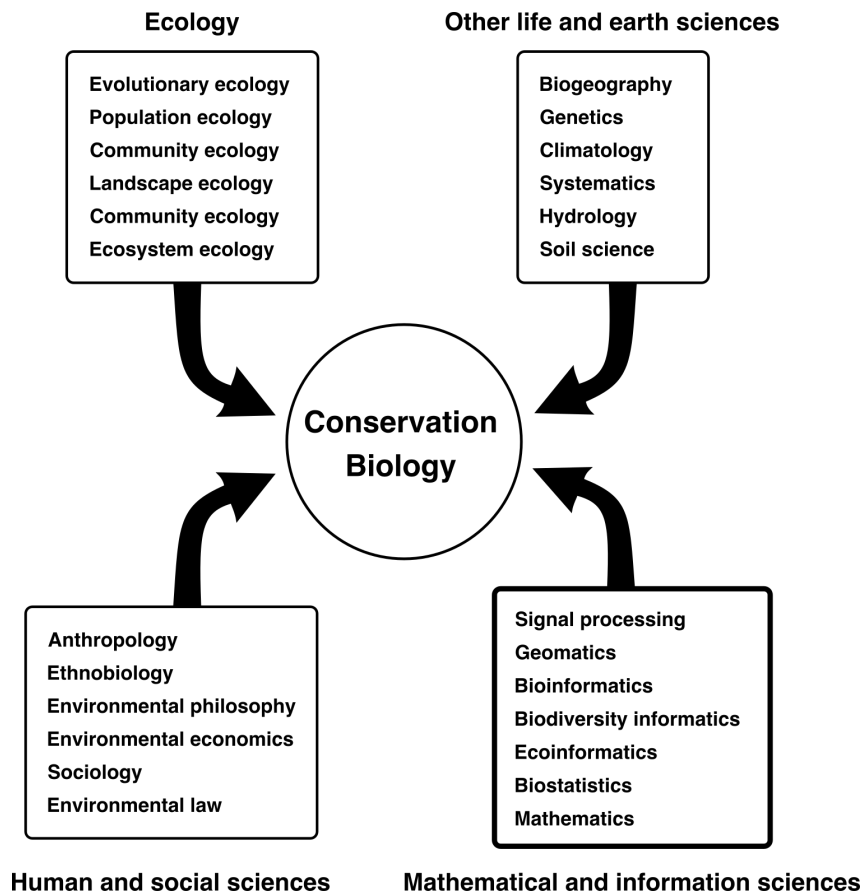 Ecology
Evolutionary ecology
Population ecology
Community ecology
Landscape ecology
Community ecology
Ecosystem ecology
Other life and earth sciences
Biogeography
Genetics
Climatology
Systematics
Hydrology
Soil science
Conservation
Biology
Anthropology
Ethnobiology
Environmental philosophy
Environmental economics
Sociology
Environmental law
Human and social sciences
Signal processing
Geomatics
Bioinformatics
Biodiversity informatics
Ecoinformatics
Biostatistics
Mathematics
Mathematical and information sciences